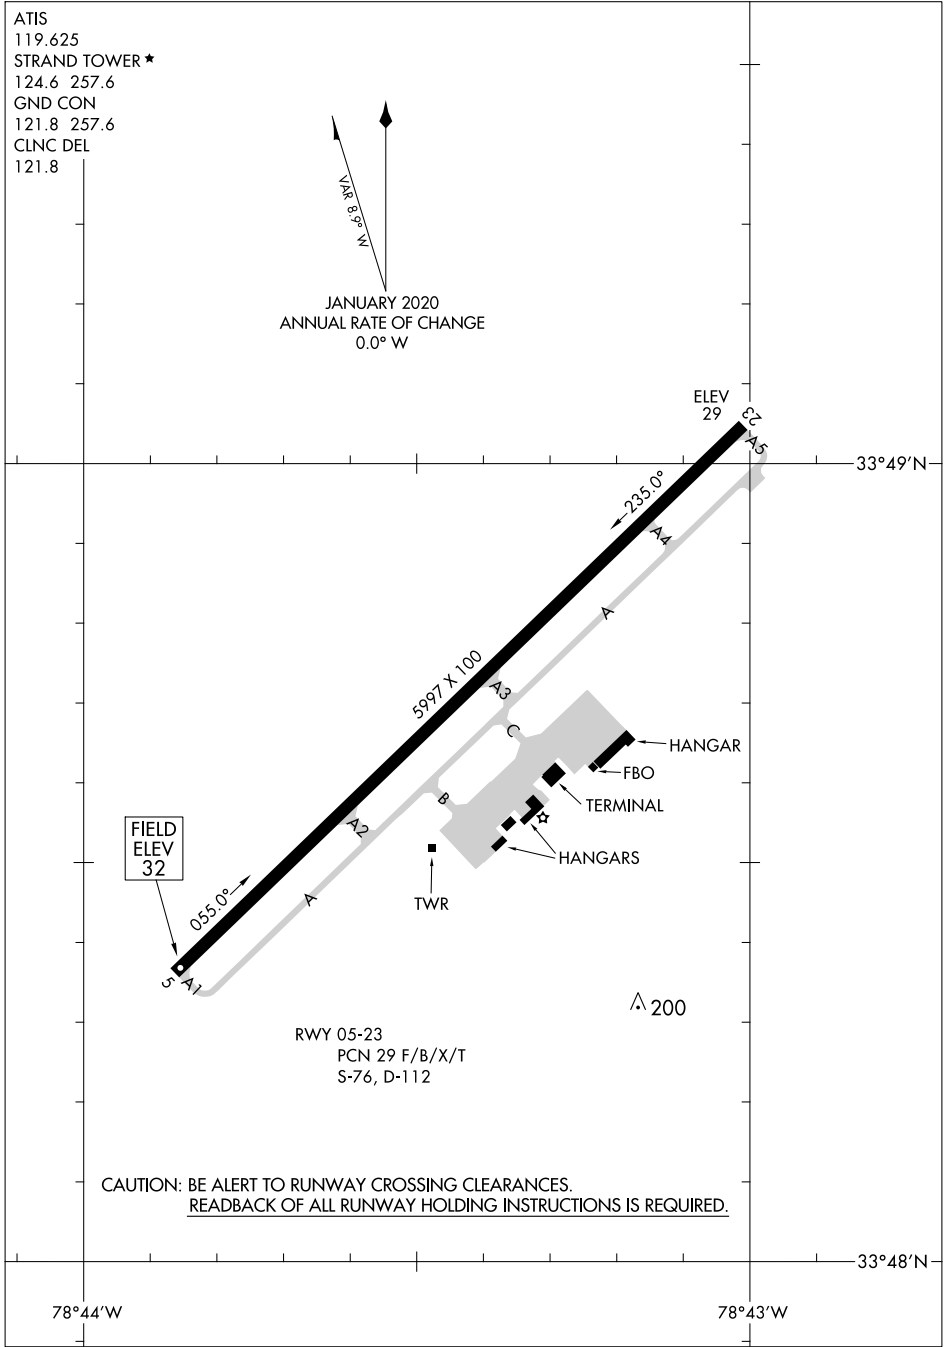 ATIS
119.625
STRAND TOWER ★
124.6 257.6
GND CON
121.8 257.6
CLNC DEL
121.8
VAR 8.9° W
JANUARY 2020
ANNUAL RATE OF CHANGE
0.0° W
ELEV
29
23
A5
33°49'N
235.0°
A4
A
5997 X 100
A3
C
HANGAR
FBO
TERMINAL
B
A2
HANGARS
FIELD
ELEV
32
TWR
055.0°
A
5
A1
200
RWY 05-23
PCN 29 F/B/X/T
S-76, D-112
CAUTION: BE ALERT TO RUNWAY CROSSING CLEARANCES.
READBACK OF ALL RUNWAY HOLDING INSTRUCTIONS IS REQUIRED.
33°48'N
78°44'W
78°43'W